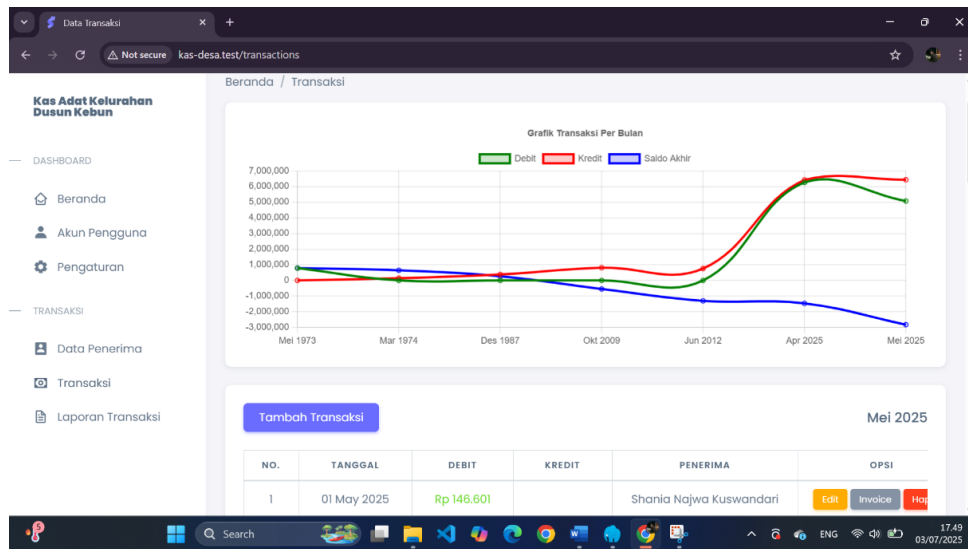 Data Transaksi
Not secure kas-desa.test/transactions
Kas Adat Kelurahan
Dusun Kebun
DASHBOARD
Beranda
Akun Pengguna
Pengaturan
TRANSAKSI
Data Penerima
Transaksi
Laporan Transaksi
Beranda / Transaksi
Grafik Transaksi Per Bulan
Debit Kredit Saldo Akhir
7,000,000
6,000,000
5,000,000
4,000,000
3,000,000
2,000,000
1,000,000
0
-1,000,000
-2,000,000
-3,000,000
Mei 1973 Mar 1974 Des 1987 Okt 2009 Jun 2012 Apr 2025 Mei 2025
Tambah Transaksi Mei 2025
NO. TANGGAL DEBIT KREDIT PENERIMA OPSI
1 01 May 2025 Rp 146.601 Shania Najwa Kuswandari Edit Invoice Hap
5 Search ENG 17.49
03/07/2025